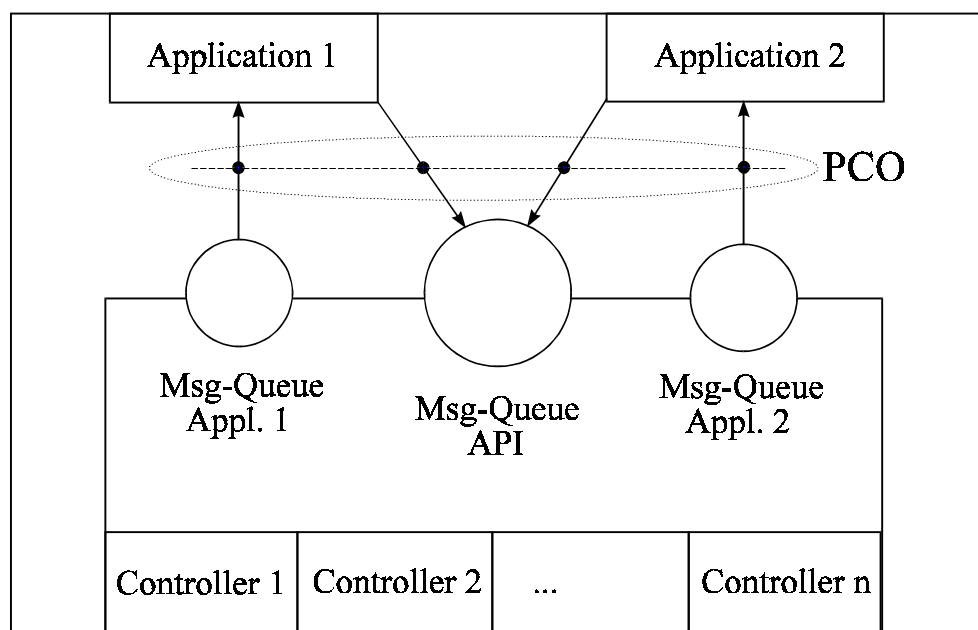 Application 1
Application 2
PCO
Msg-Queue
Appl. 1
Msg-Queue
API
Msg-Queue
Appl. 2
Controller 1
Controller 2
...
Controller n